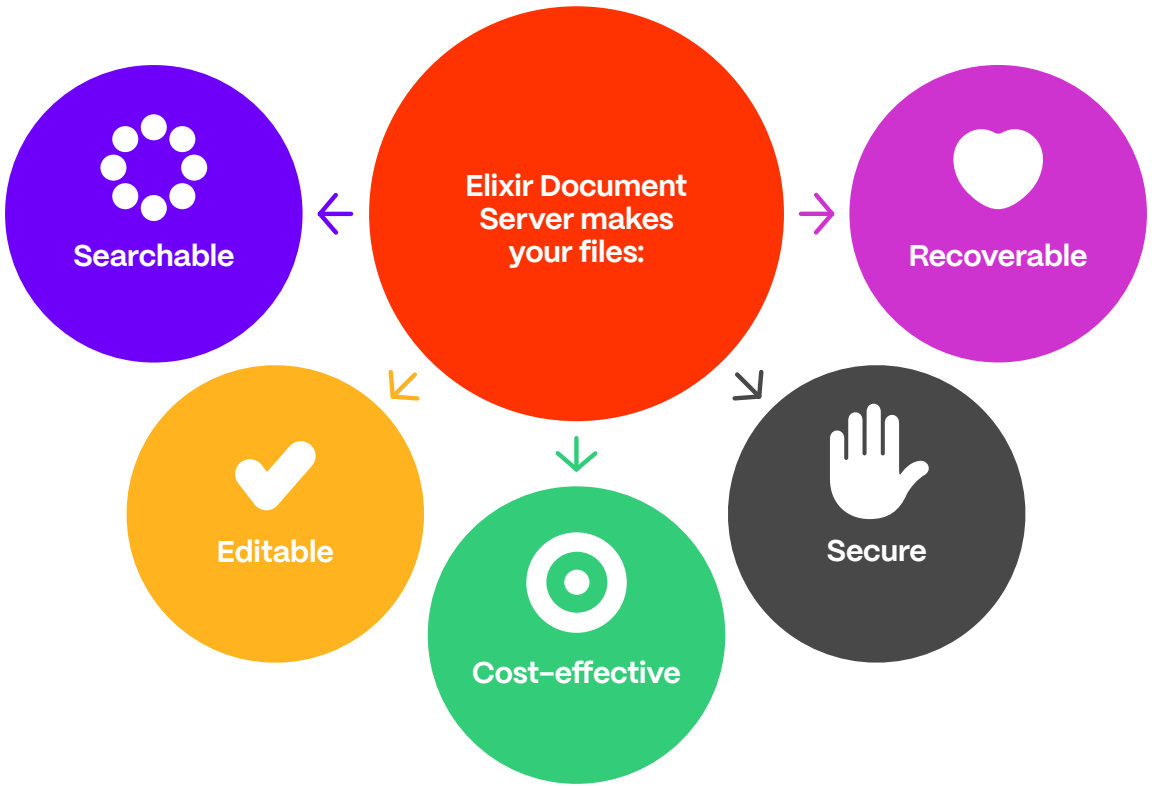 Elixir Document
Server makes
your files:
Searchable
Recoverable
Editable
Secure
Cost-effective